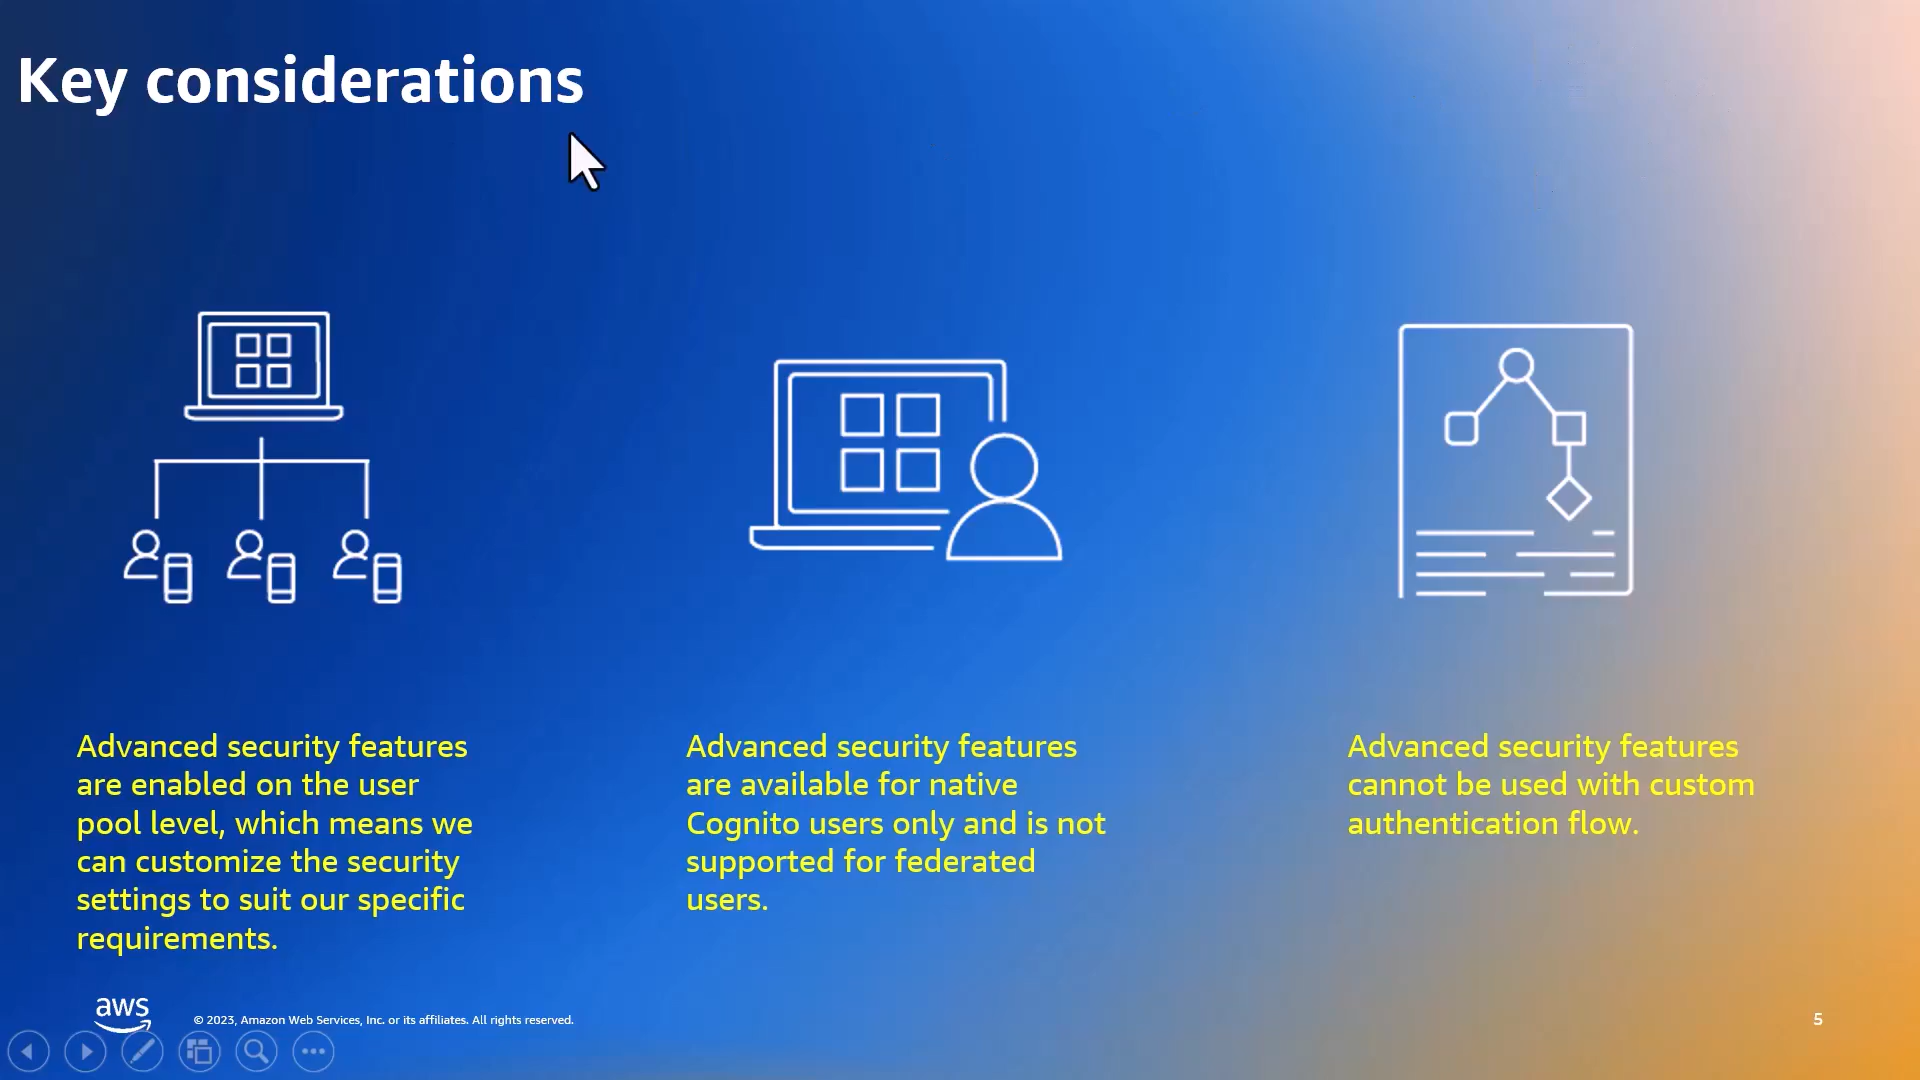 Key considerations
Advanced security features
are enabled on the user
pool level, which means we
can customize the security
settings to suit our specific
requirements.
Advanced security features
are available for native
Cognito users only and is not
supported for federated
users.
Advanced security features
cannot be used with custom
authentication flow.
aws
© 2023, Amazon Web Services, Inc. or its affiliates. All rights reserved.
5